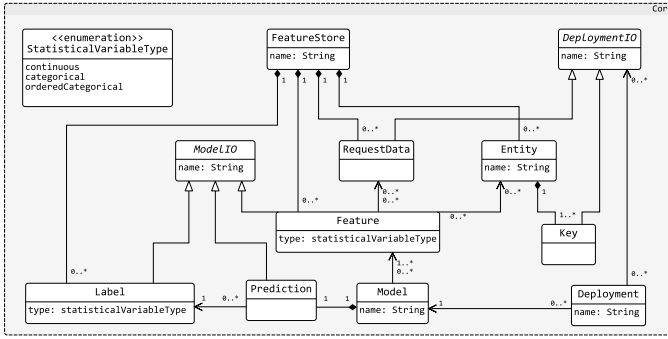 Cor
<<enumeration>>
StatisticalVariableType
continuous
categorical
orderedCategorical
FeatureStore
name: String
DeploymentIO
name: String
1
1
1
1
0..*
0..*
0..*
ModelIO
name: String
RequestData
Entity
name: String
0..*
0..*
0..*
1
0..*
Feature
type: statisticalVariableType
0..*
1..*
Key
1..*
0..*
0..*
0..*
Label
type: statisticalVariableType
1
0..*
Prediction
1
1
Model
name: String
1
0..*
Deployment
name: String